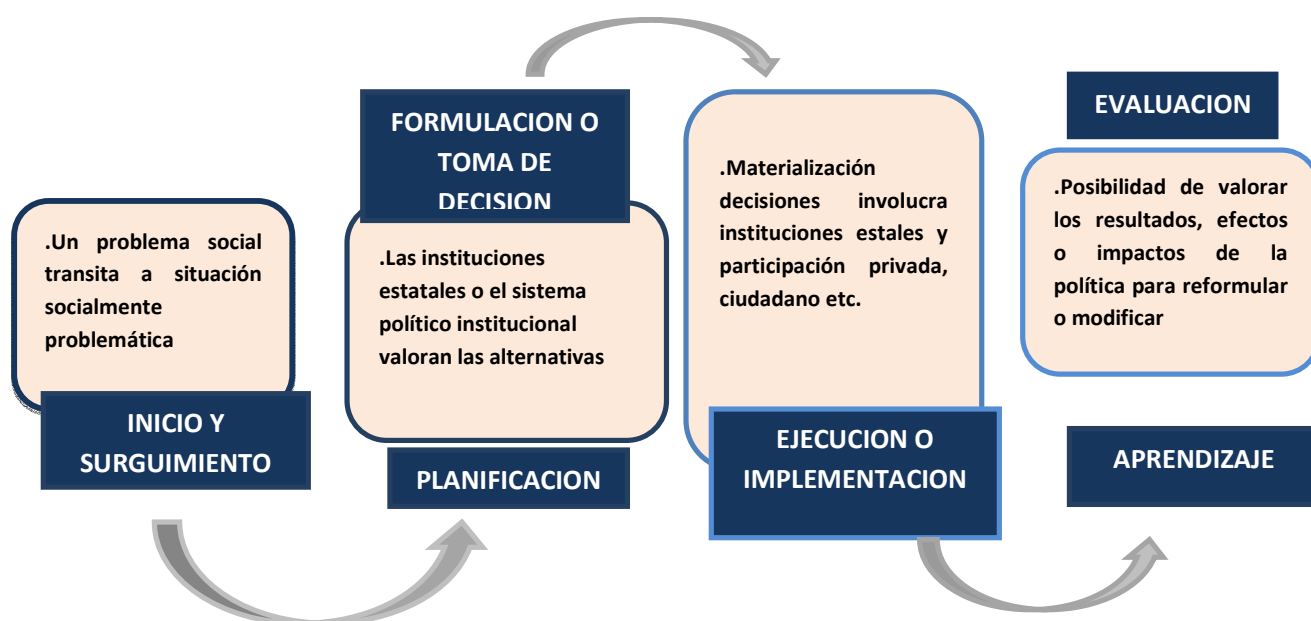 .Un problema social
transita a situación
socialmente
problemática
INICIO Y
SURGUIMIENTO
FORMULACION O
TOMA DE
DECISION
.Las instituciones
estatales o el sistema
político institucional
valoran las alternativas
PLANIFICACION
.Materialización
decisiones involucra
instituciones estales y
participación privada,
ciudadano etc.
EJECUCION O
IMPLEMENTACION
EVALUACION
.Posibilidad de valorar
los resultados, efectos
o impactos de la
política para reformular
o modificar
APRENDIZAJE